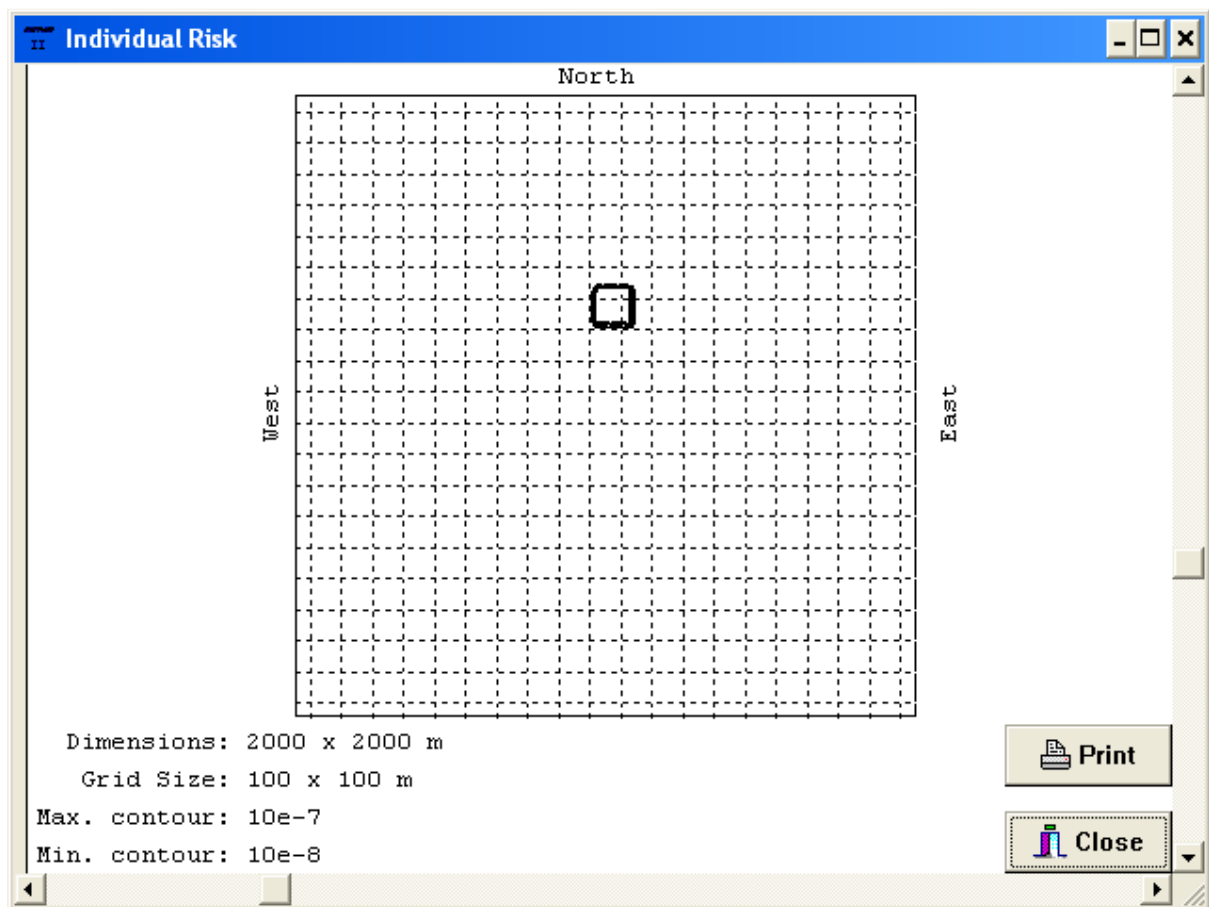 II Individual Risk
North
West
East
Dimensions: 2000 x 2000 m
Grid Size: 100 x 100 m
Max. contour: 10e-7
Min. contour: 10e-8
Print
Close